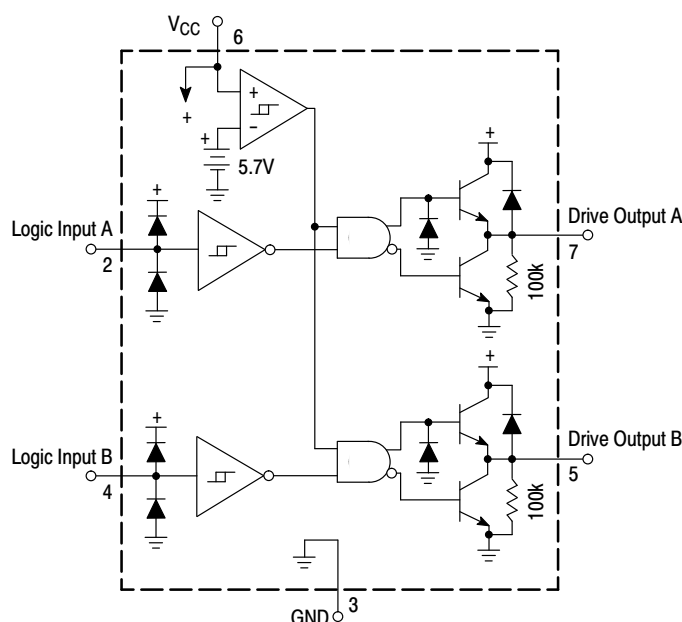 VCC
6
+
+
-
+
5.7V
+
+
Logic Input A
2
Drive Output A
7
100k
+
+
Logic Input B
4
Drive Output B
5
100k
GND
3